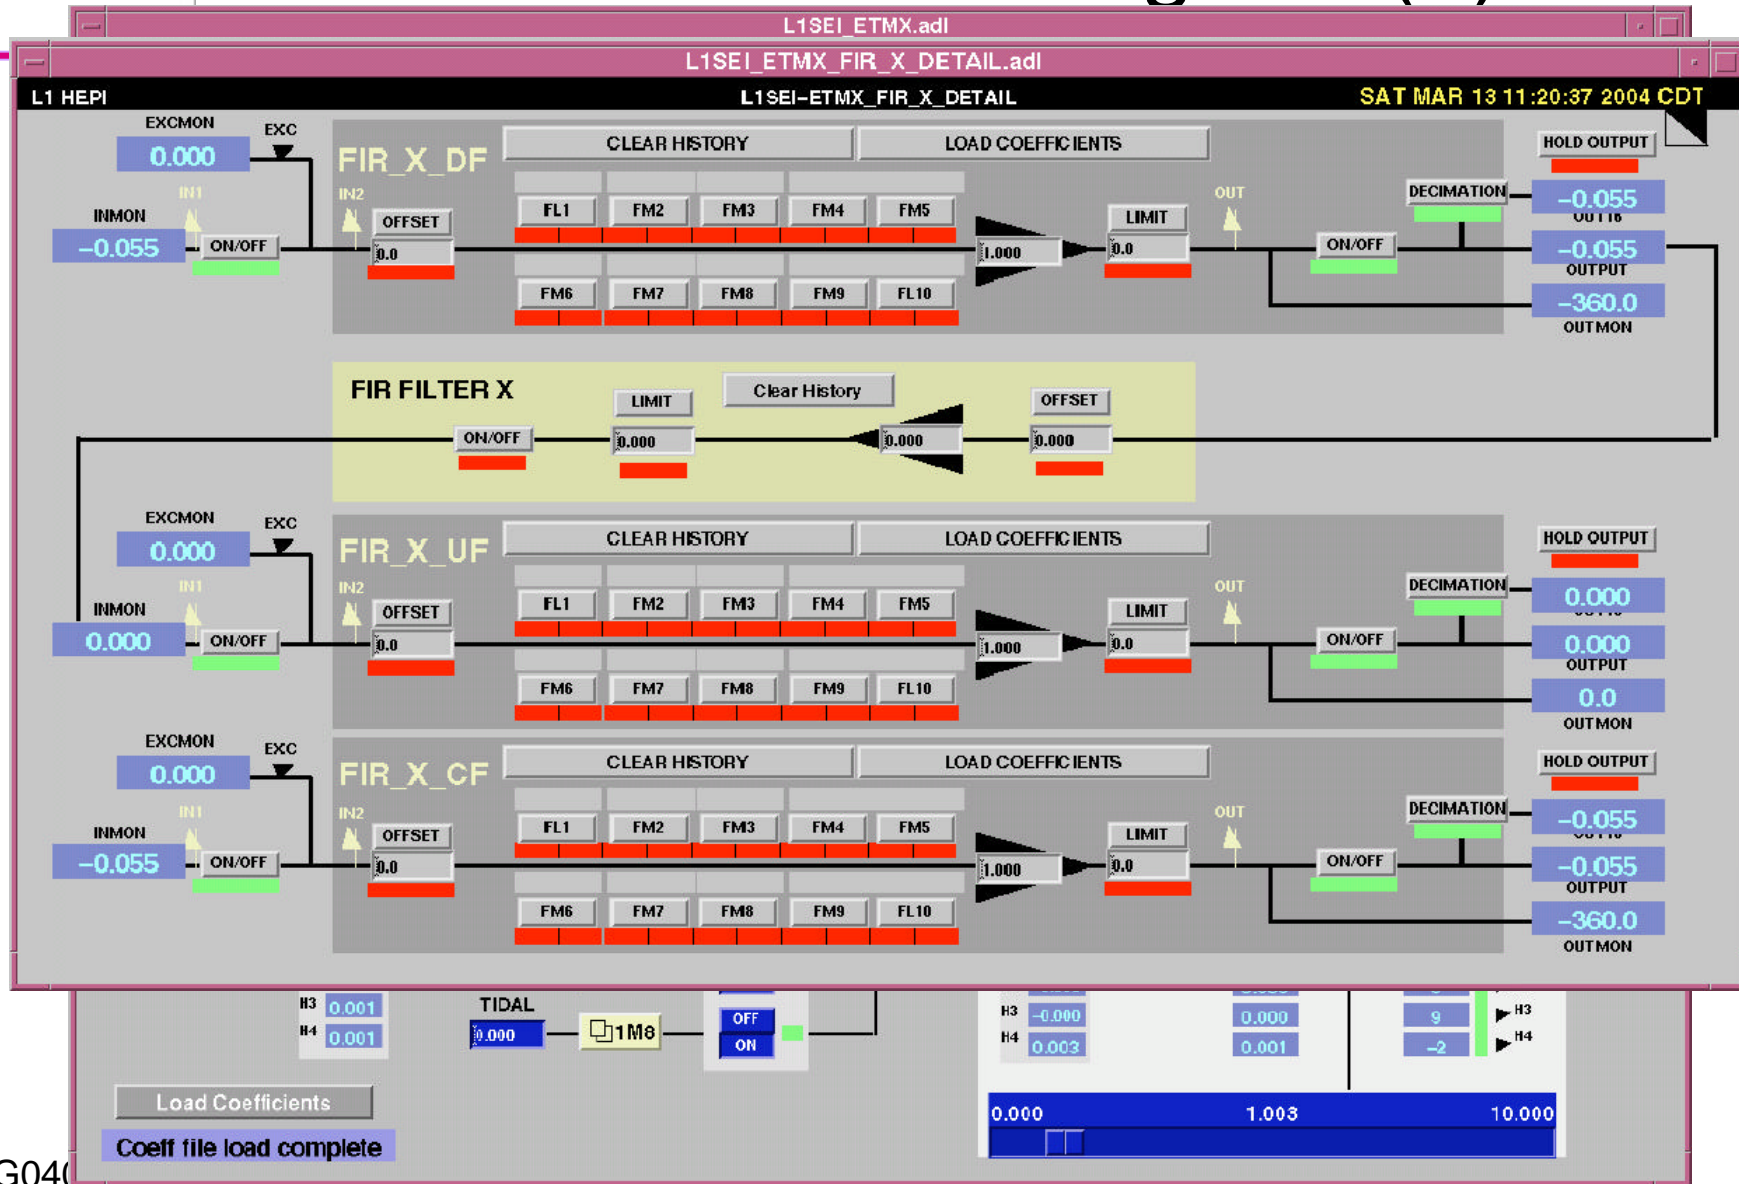 L1SEI_ETMX.adl
L1SEI_ETMX_FIR_X_DETAIL.adl
L1 HEPI L1SEI-ETMX_FIR_X_DETAIL SAT MAR 13 11:20:37 2004 CDT
EXCMON EXC
0.000
FIR_X_DF CLEAR HISTORY LOAD COEFFICIENTS HOLD OUTPUT
IN1 IN2 OUT DECIMATION -0.055
OUT16
INMON OFFSET FL1 FM2 FM3 FM4 FM5 LIMIT
-0.055 ON/OFF 0.0 1.000 0.0 ON/OFF -0.055
OUTPUT
FM6 FM7 FM8 FM9 FL10 -360.0
OUTMON
FIR FILTER X LIMIT Clear History OFFSET
ON/OFF 0.000 0.000 0.000
EXCMON EXC
0.000
FIR_X_UF CLEAR HISTORY LOAD COEFFICIENTS HOLD OUTPUT
IN1 IN2 OUT DECIMATION 0.000
INMON OFFSET FL1 FM2 FM3 FM4 FM5 LIMIT
0.000 ON/OFF 0.0 1.000 0.0 ON/OFF 0.000
OUTPUT
FM6 FM7 FM8 FM9 FL10 0.0
OUTMON
EXCMON EXC
0.000
FIR_X_CF CLEAR HISTORY LOAD COEFFICIENTS HOLD OUTPUT
IN1 IN2 OUT DECIMATION -0.055
INMON OFFSET FL1 FM2 FM3 FM4 FM5 LIMIT
-0.055 ON/OFF 0.0 1.000 0.0 ON/OFF -0.055
OUTPUT
FM6 FM7 FM8 FM9 FL10 -360.0
OUTMON
H3 0.001 TIDAL OFF H3 -0.000 0.000 9 H3
H4 0.001 0.000 1M8 ON H4 0.003 0.001 -2 H4
Load Coefficients
0.000 1.003 10.000
Coeff file load complete
G040